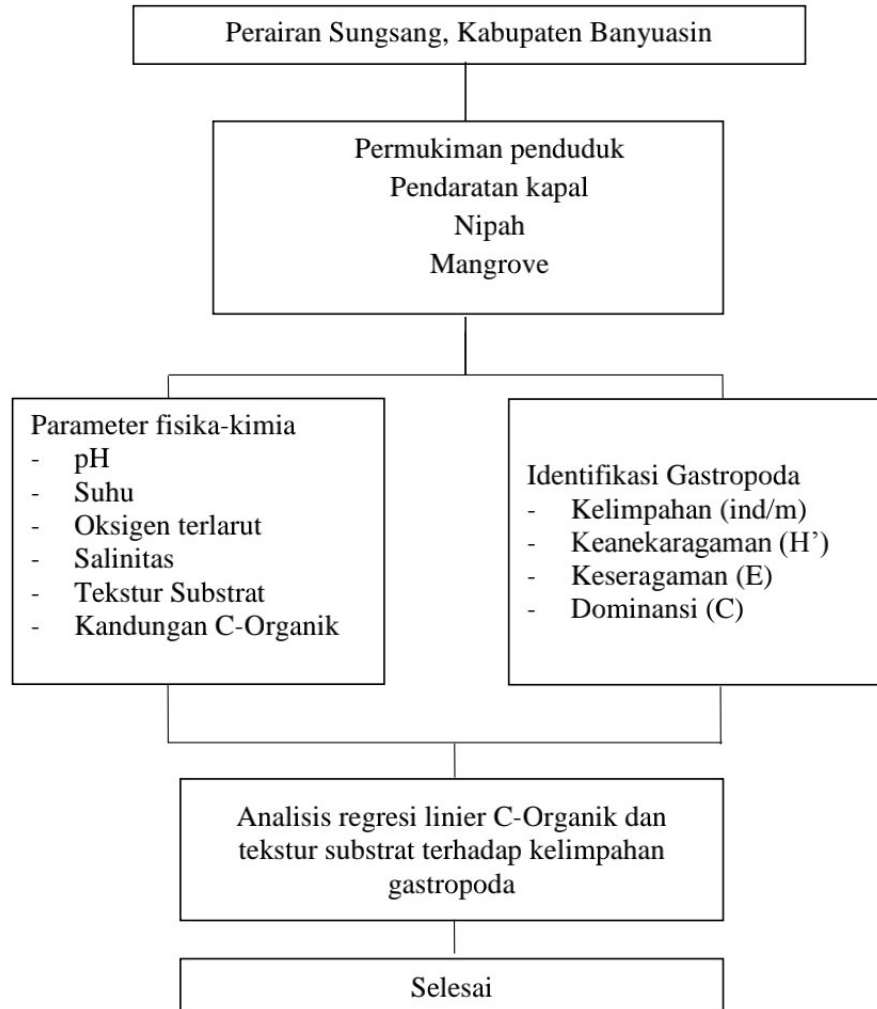 Perairan Sungsang, Kabupaten Banyuasin
Permukiman penduduk
Pendaratan kapal
Nipah
Mangrove
Parameter fisika-kimia
- pH
- Suhu
- Oksigen terlarut
- Salinitas
- Tekstur Substrat
- Kandungan C-Organik
Identifikasi Gastropoda
- Kelimpahan (ind/m)
- Keanekaragaman (H’)
- Keseragaman (E)
- Dominansi (C)
Analisis regresi linier C-Organik dan
tekstur substrat terhadap kelimpahan
gastropoda
Selesai